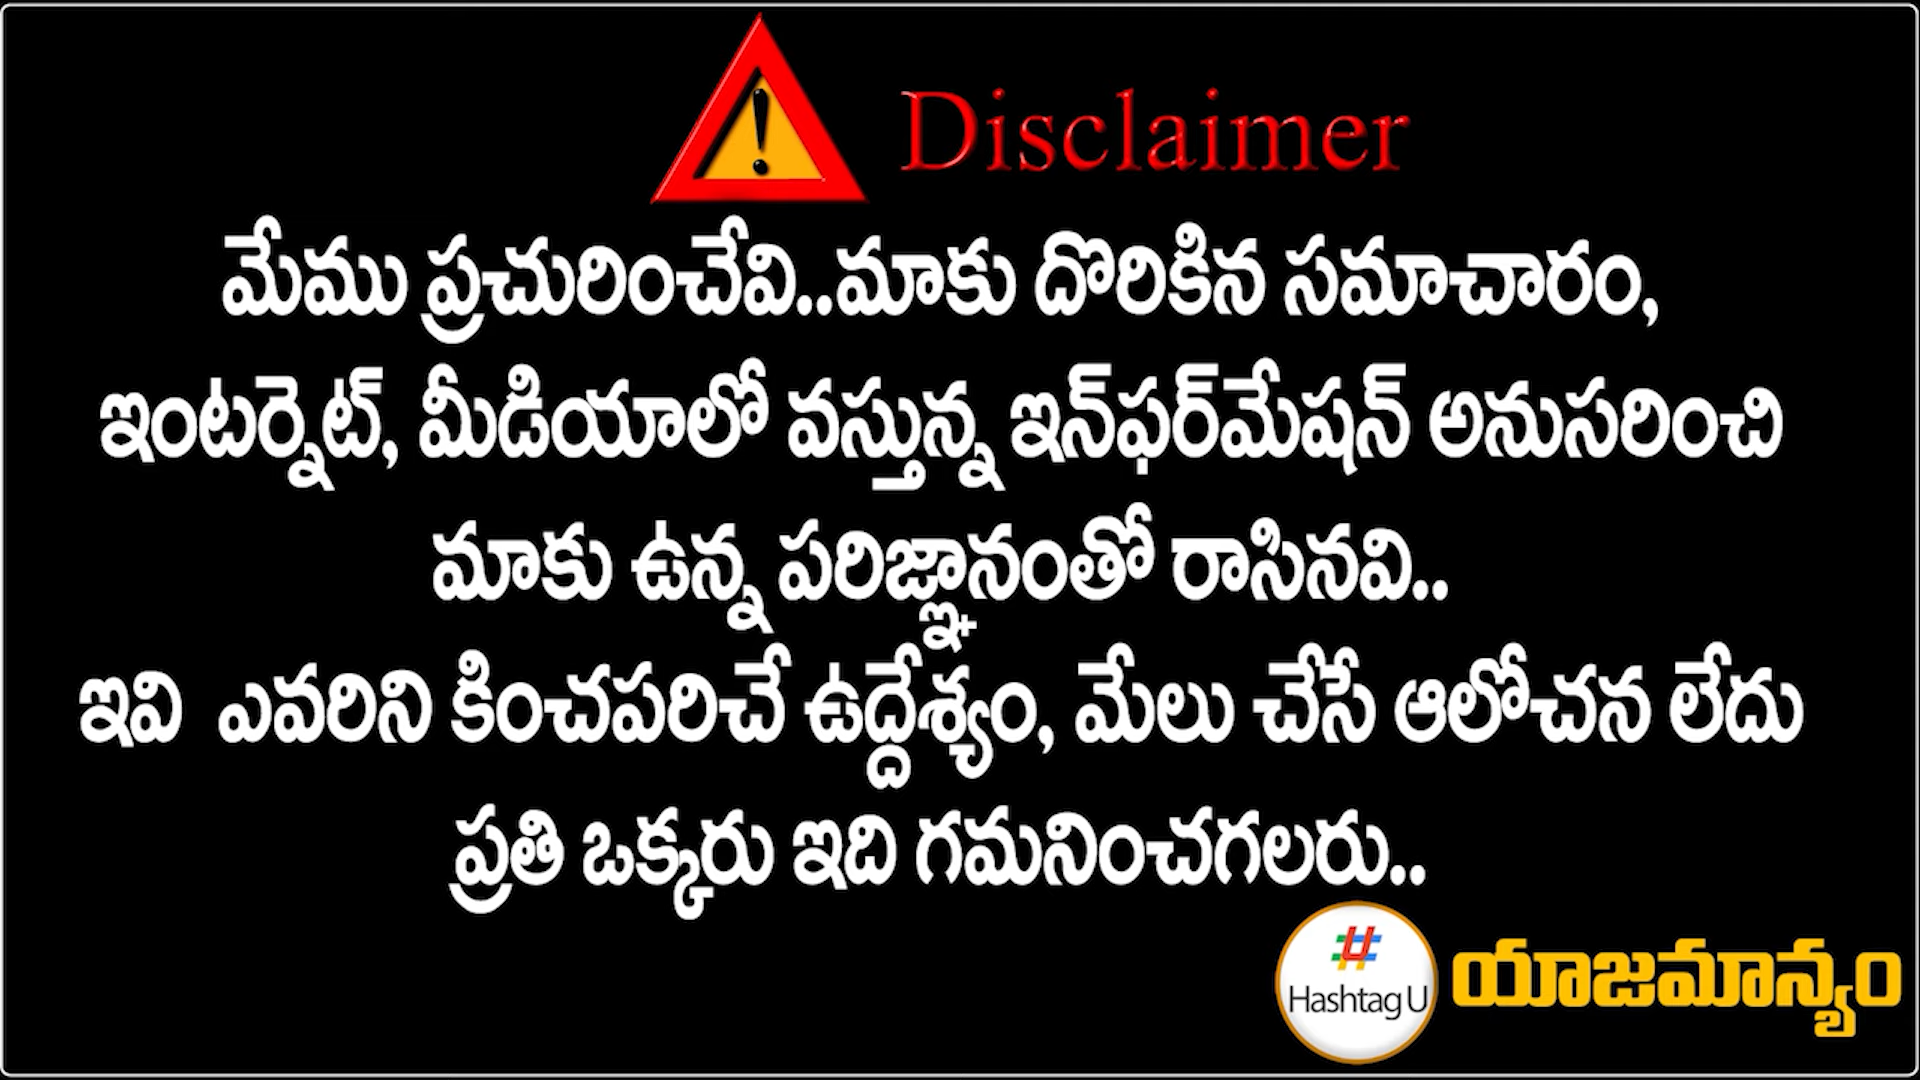 Disclaimer
మేము ప్రచురించేవి..మాకు దొరికిన సమాచారం,
ఇంటర్నెట్, మీడియాలో వస్తున్న ఇన్‌ఫర్‌మేషన్ అనుసరించి
మాకు ఉన్న పరిజ్ఞానంతో రాసినవి..
ఇవి ఎవరిని కించపరిచే ఉద్దేశ్యం, మేలు చేసే ఆలోచన లేదు
ప్రతి ఒక్కరు ఇది గమనించగలరు..
Hashtag U
యాజమాన్యం